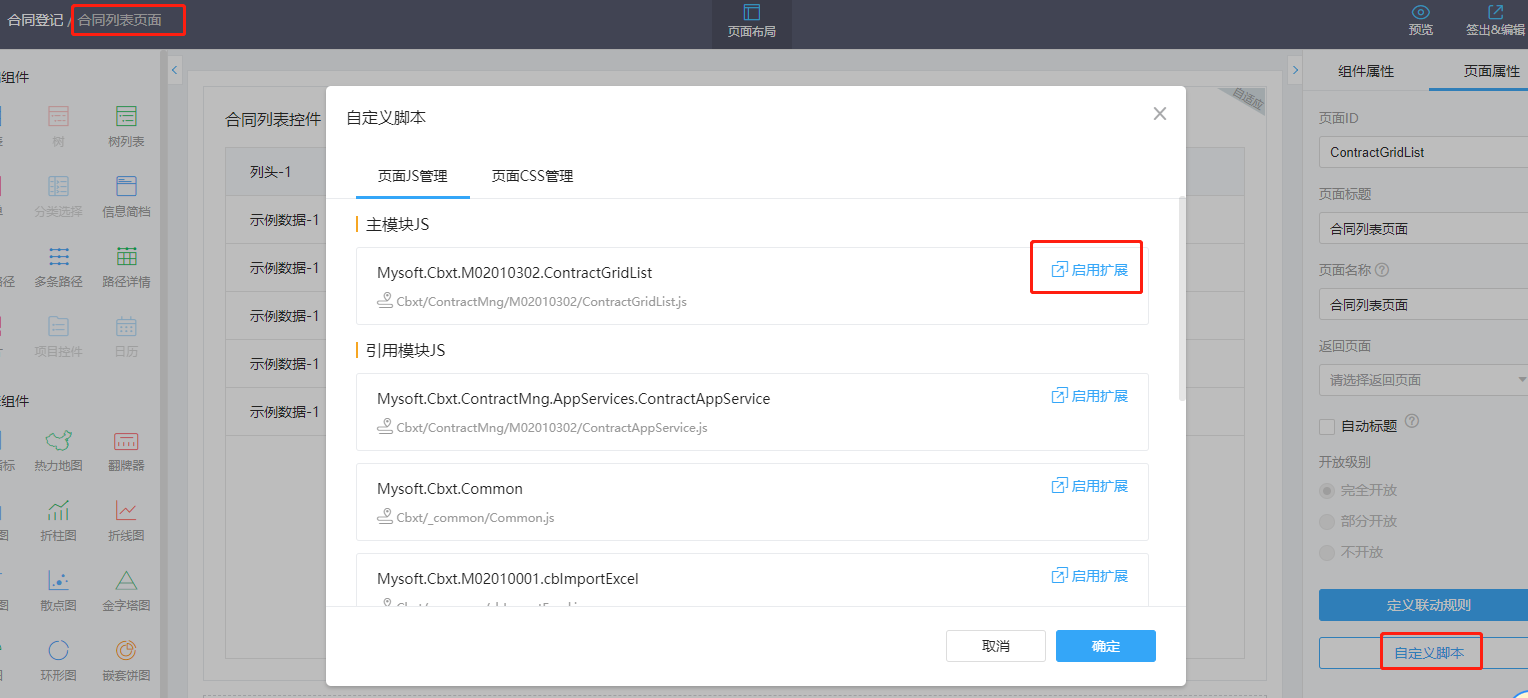 合同登记 / 合同列表页面
页面布局
预览
签出&编辑
组件
树
树列表
分类选择
信息简档
多条路径
路径详情
项目控件
日历
组件
热力地图
翻牌器
折柱图
折线图
散点图
金字塔图
环形图
嵌套饼图
合同列表控件
自适应
列头-1
示例数据-1
示例数据-1
示例数据-1
示例数据-1
示例数据-1
自定义脚本
页面JS管理
页面CSS管理
主模块JS
Mysoft.Cbxt.M02010302.ContractGridList
启用扩展
Cbxt/ContractMng/M02010302/ContractGridList.js
引用模块JS
Mysoft.Cbxt.ContractMng.AppServices.ContractAppService
启用扩展
Cbxt/ContractMng/M02010302/ContractAppService.js
Mysoft.Cbxt.Common
启用扩展
Cbxt/_common/Common.js
Mysoft.Cbxt.M02010001.cbImportExcel
启用扩展
取消
确定
组件属性
页面属性
页面ID
ContractGridList
页面标题
合同列表页面
页面名称
合同列表页面
返回页面
请选择返回页面
自动标题
开放级别
完全开放
部分开放
不开放
定义联动规则
自定义脚本